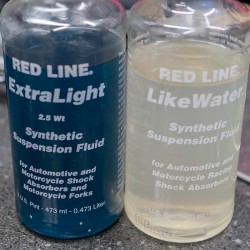 RED LINE®
ExtraLight
2.5 Wt
Synthetic
Suspension Fluid
for Automotive and
Motorcycle Shock
Absorbers and
Motorcycle Forks
U.S. Pint - 473 ml - 0.473 Liter
RED LINE.
LikeWater
Synthetic
Suspension Fluid
for Automotive and
Motorcycle Racing
Shock Absorbers